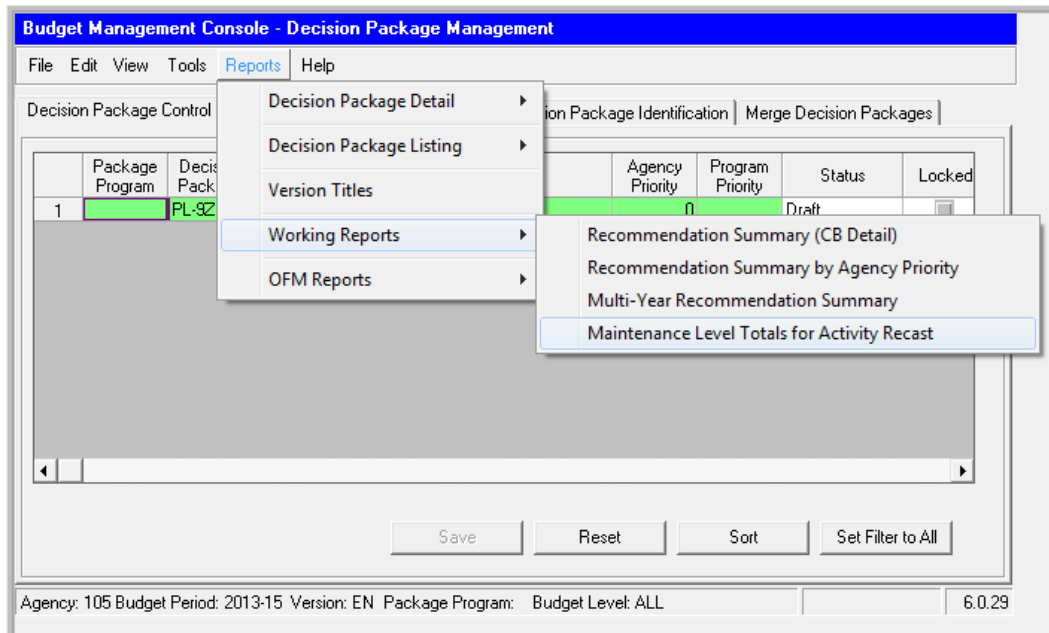 Budget Management Console - Decision Package Management
File Edit View Tools Reports Help
Decision Package Control
ion Package Identification
Merge Decision Packages
Decision Package Detail
Decision Package Listing
Version Titles
Working Reports
OFM Reports
Package Program
Decis
Pack
Agency Priority
Program Priority
Status
Locked
1
PL-9Z
0
Draft
Recommendation Summary (CB Detail)
Recommendation Summary by Agency Priority
Multi-Year Recommendation Summary
Maintenance Level Totals for Activity Recast
Save
Reset
Sort
Set Filter to All
Agency: 105 Budget Period: 2013-15 Version: EN Package Program: Budget Level: ALL
6.0.29